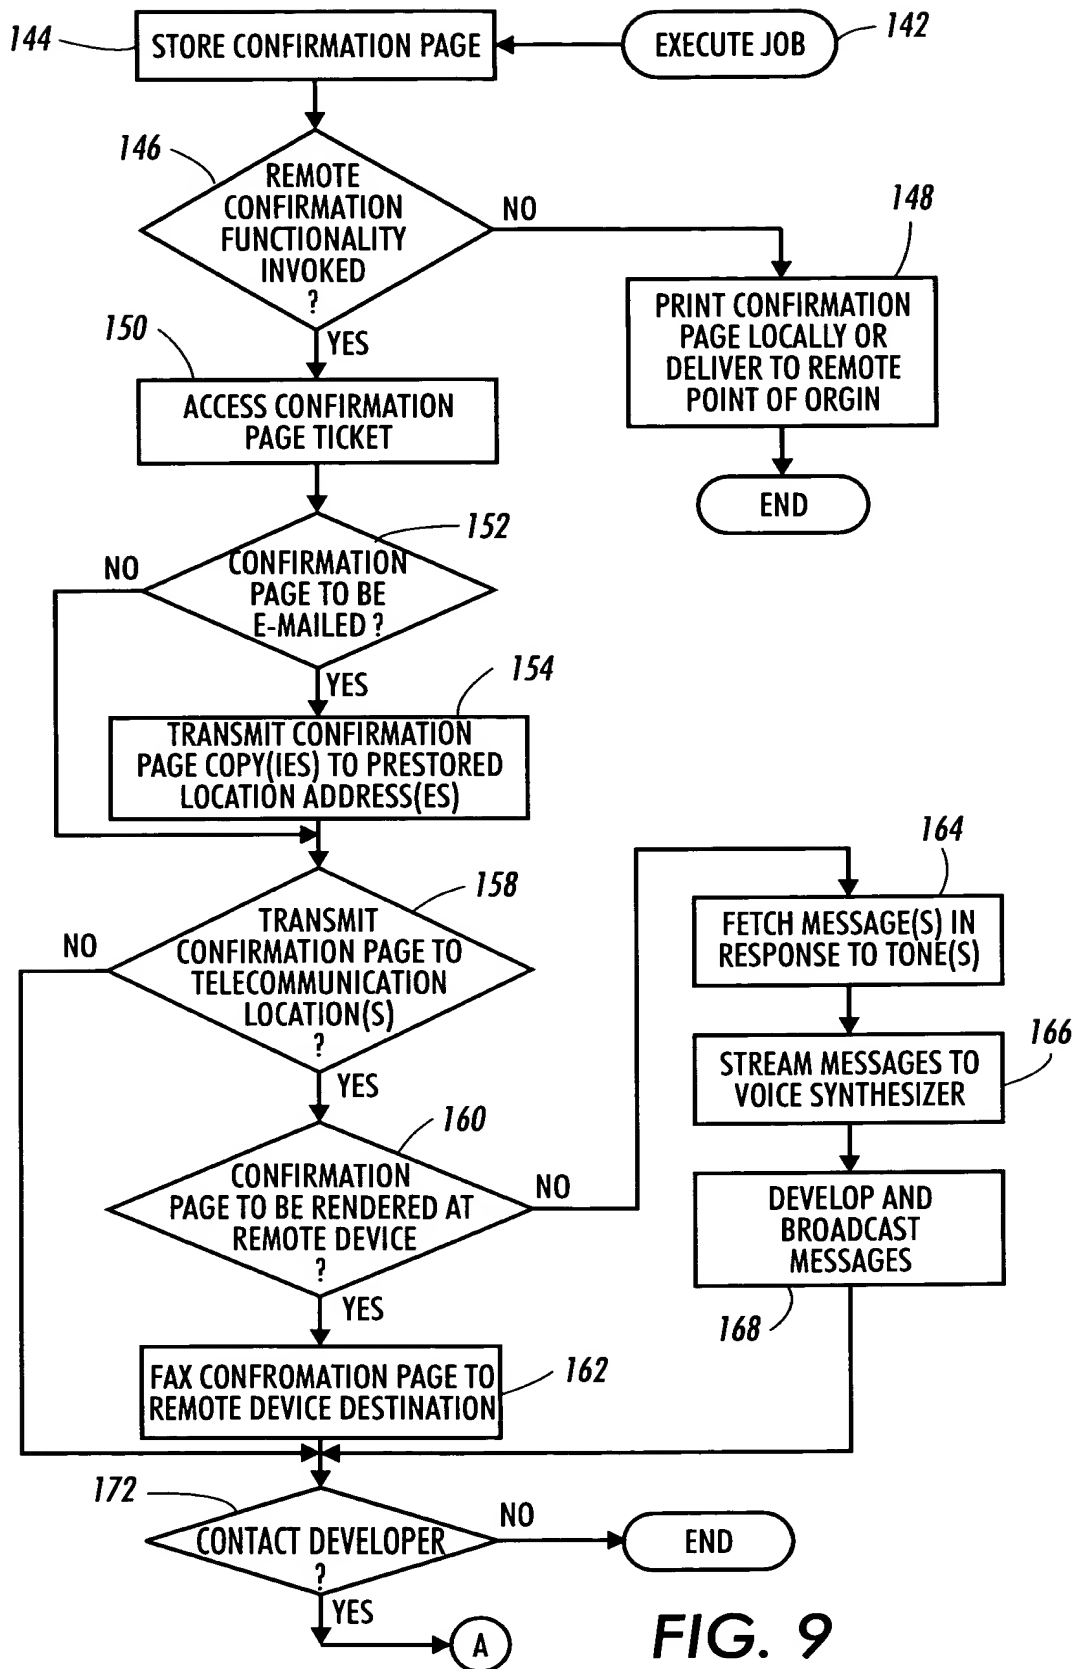 144
STORE CONFIRMATION PAGE
EXECUTE JOB
142
146
REMOTE
CONFIRMATION
FUNCTIONALITY
INVOKED
?
NO
148
PRINT CONFIRMATION
PAGE LOCALLY OR
DELIVER TO REMOTE
POINT OF ORGIN
END
YES
150
ACCESS CONFIRMATION
PAGE TICKET
152
NO
CONFIRMATION
PAGE TO BE
E-MAILED ?
YES
154
TRANSMIT CONFIRMATION
PAGE COPY(IES) TO PRESTORED
LOCATION ADDRESS(ES)
158
NO
TRANSMIT
CONFIRMATION PAGE TO
TELECOMMUNICATION
LOCATION(S)
?
YES
160
CONFIRMATION
PAGE TO BE RENDERED AT
REMOTE DEVICE
?
NO
164
FETCH MESSAGE(S) IN
RESPONSE TO TONE(S)
166
STREAM MESSAGES TO
VOICE SYNTHESIZER
DEVELOP AND
BROADCAST
MESSAGES
168
YES
FAX CONFROMATION PAGE TO
REMOTE DEVICE DESTINATION
162
172
CONTACT DEVELOPER
?
NO
END
YES
A
FIG. 9